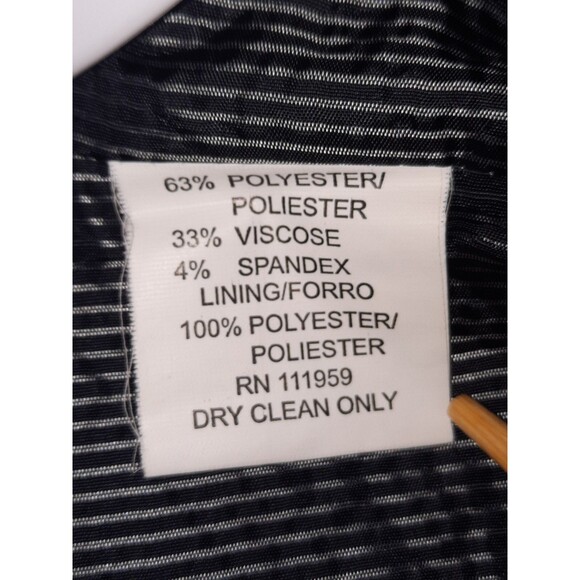 63% POLYESTER/
POLIESTER
33% VISCOSE
4% SPANDEX
LINING/FORRO
100% POLYESTER/
POLIESTER
RN 111959
DRY CLEAN ONLY